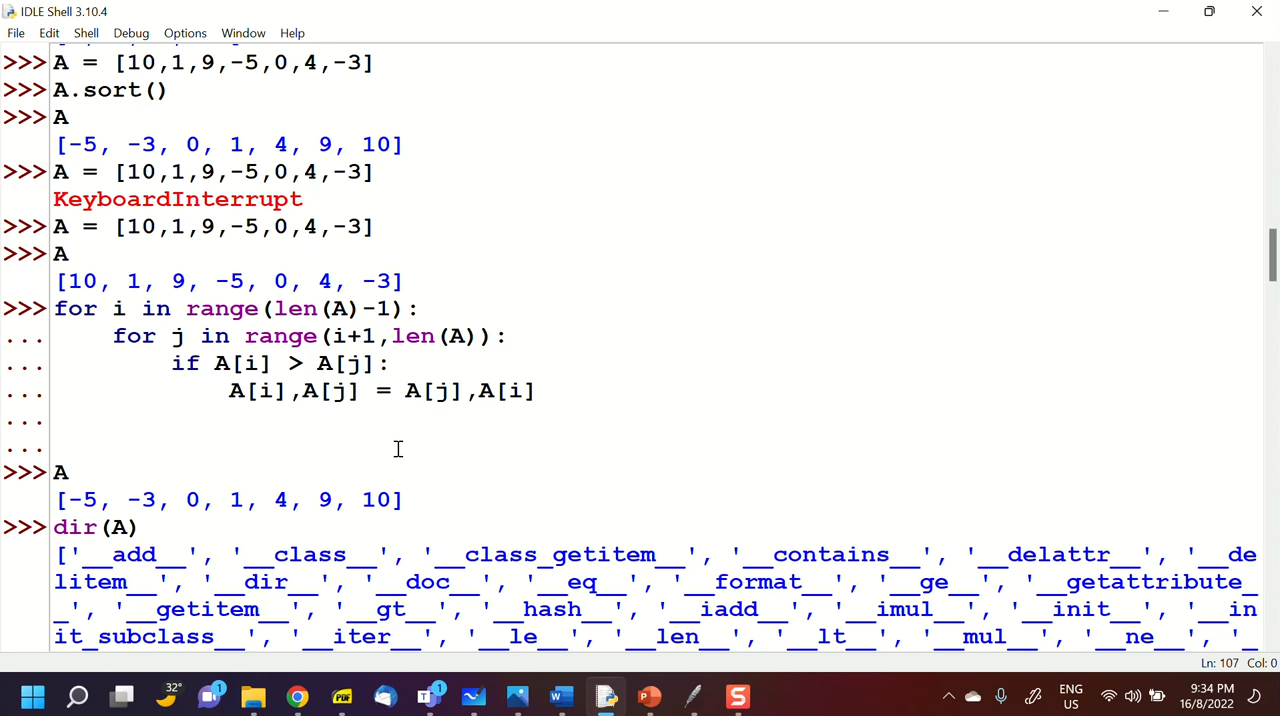 IDLE Shell 3.10.4
File Edit Shell Debug Options Window Help
>>> A = [10,1,9,-5,0,4,-3]
>>> A.sort()
>>> A
[-5, -3, 0, 1, 4, 9, 10]
>>> A = [10,1,9,-5,0,4,-3]
KeyboardInterrupt
>>> A = [10,1,9,-5,0,4,-3]
>>> A
[10, 1, 9, -5, 0, 4, -3]
>>> for i in range(len(A)-1):
...     for j in range(i+1,len(A)):
...         if A[i] > A[j]:
...             A[i],A[j] = A[j],A[i]
...
...
>>> A
[-5, -3, 0, 1, 4, 9, 10]
>>> dir(A)
['__add__', '__class__', '__class_getitem__', '__contains__', '__delattr__', '__de
litem__', '__dir__', '__doc__', '__eq__', '__format__', '__ge__', '__getattribute_
_', '__getitem__', '__gt__', '__hash__', '__iadd__', '__imul__', '__init__', '__in
it_subclass__', '__iter__', '__le__', '__len__', '__lt__', '__mul__', '__ne__', '_
Ln: 107 Col: 0
32°
1
PDF
1
ENG
US
9:34 PM
16/8/2022